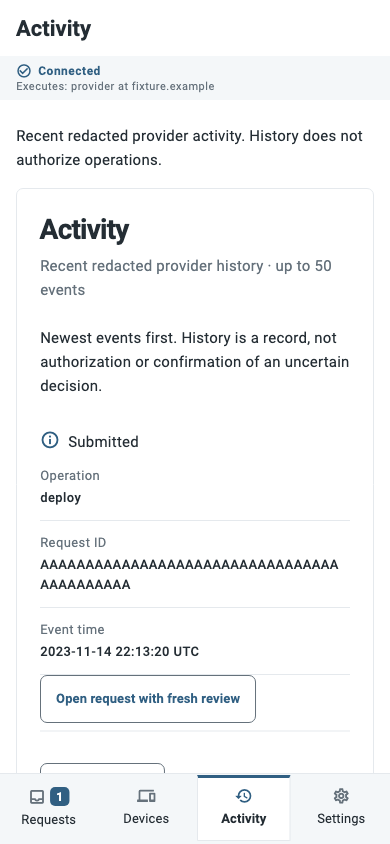 Activity
Connected
Executes: provider at fixture.example
Recent redacted provider activity. History does not
authorize operations.
Activity
Recent redacted provider history · up to 50
events
Newest events first. History is a record, not
authorization or confirmation of an uncertain
decision.
Submitted
Operation
deploy
Request ID
AAAAAAAAAAAAAAAAAAAAAAAAAAAAAAAAA
AAAAAAAAAA
Event time
2023-11-14 22:13:20 UTC
Open request with fresh review
1
Requests
Devices
Activity
Settings